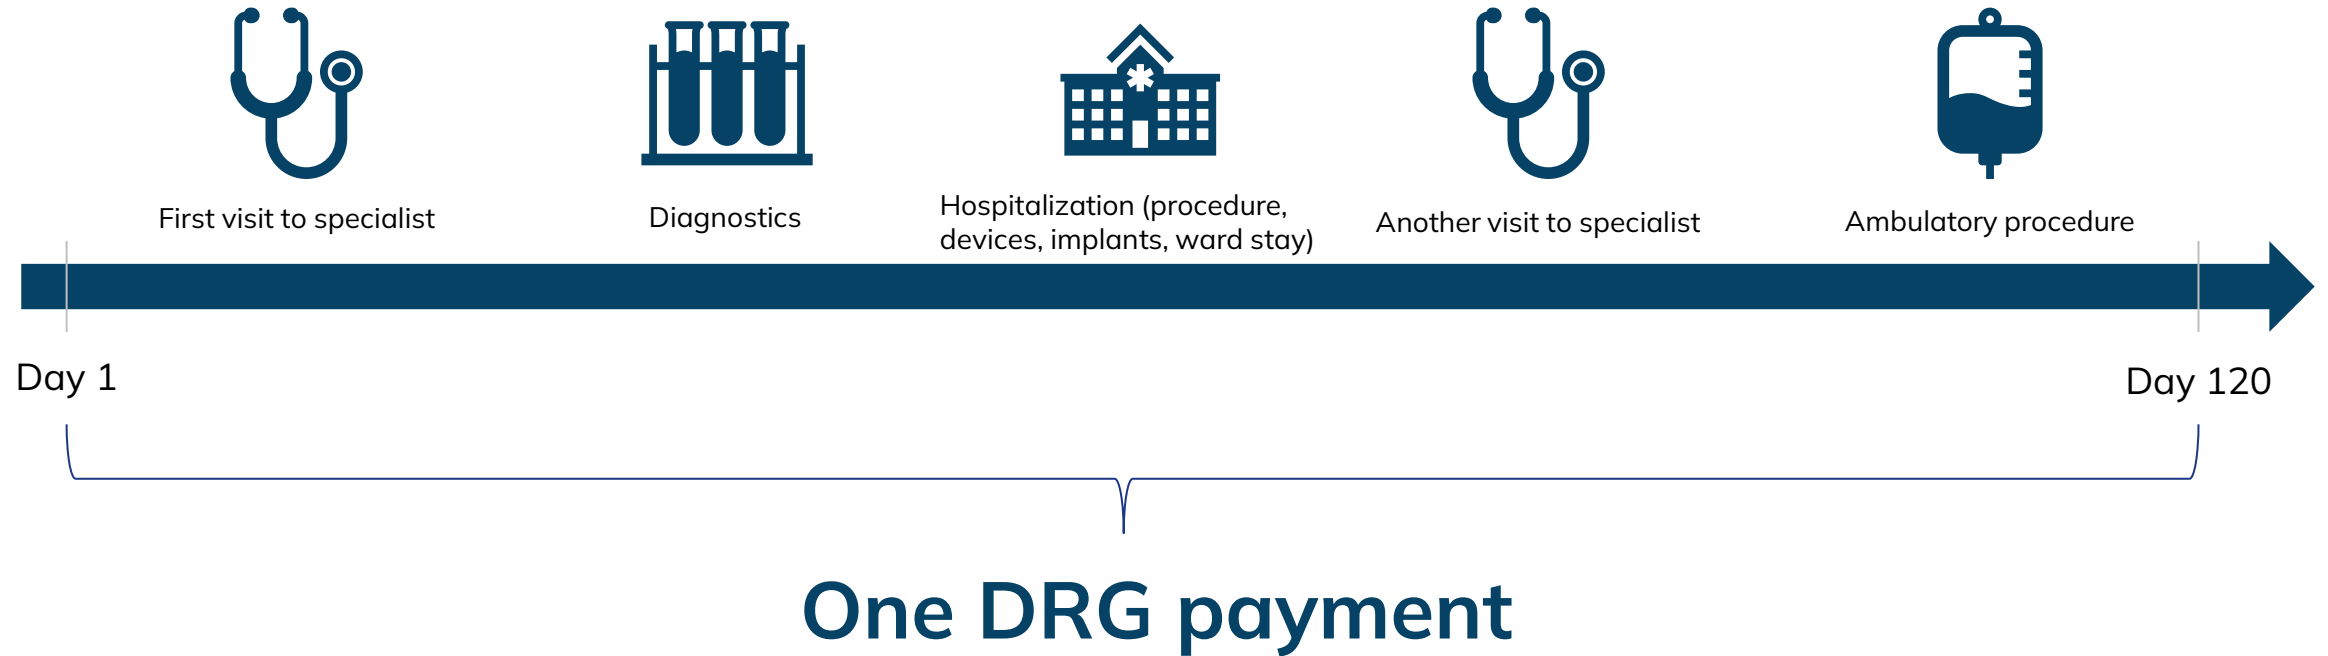 First visit to specialist
Diagnostics
Hospitalization (procedure,
devices, implants, ward stay)
Another visit to specialist
Ambulatory procedure
Day 1
Day 120
One DRG payment